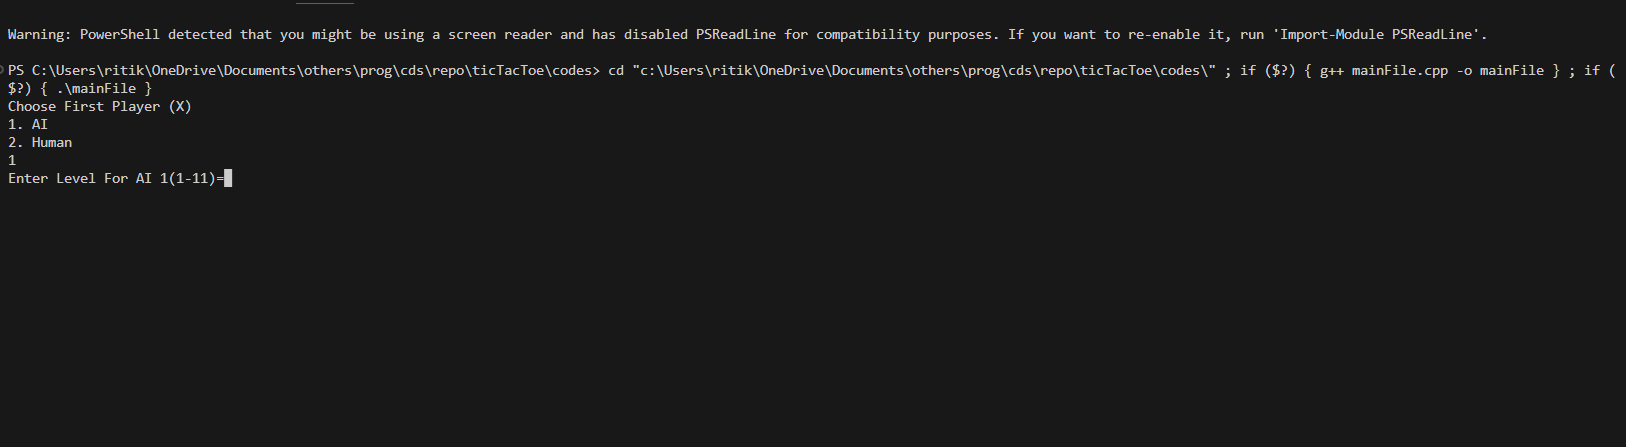 Warning: PowerShell detected that you might be using a screen reader and has disabled PSReadLine for compatibility purposes. If you want to re-enable it, run 'Import-Module PSReadLine'.
PS C:\Users\ritik\OneDrive\Documents\others\prog\cds\repo\ticTacToe\codes> cd "c:\Users\ritik\OneDrive\Documents\others\prog\cds\repo\ticTacToe\codes\" ; if ($?) { g++ mainFile.cpp -o mainFile } ; if (
$?) { .\mainFile }
Choose First Player (X)
1. AI
2. Human
1
Enter Level For AI 1(1-11)=